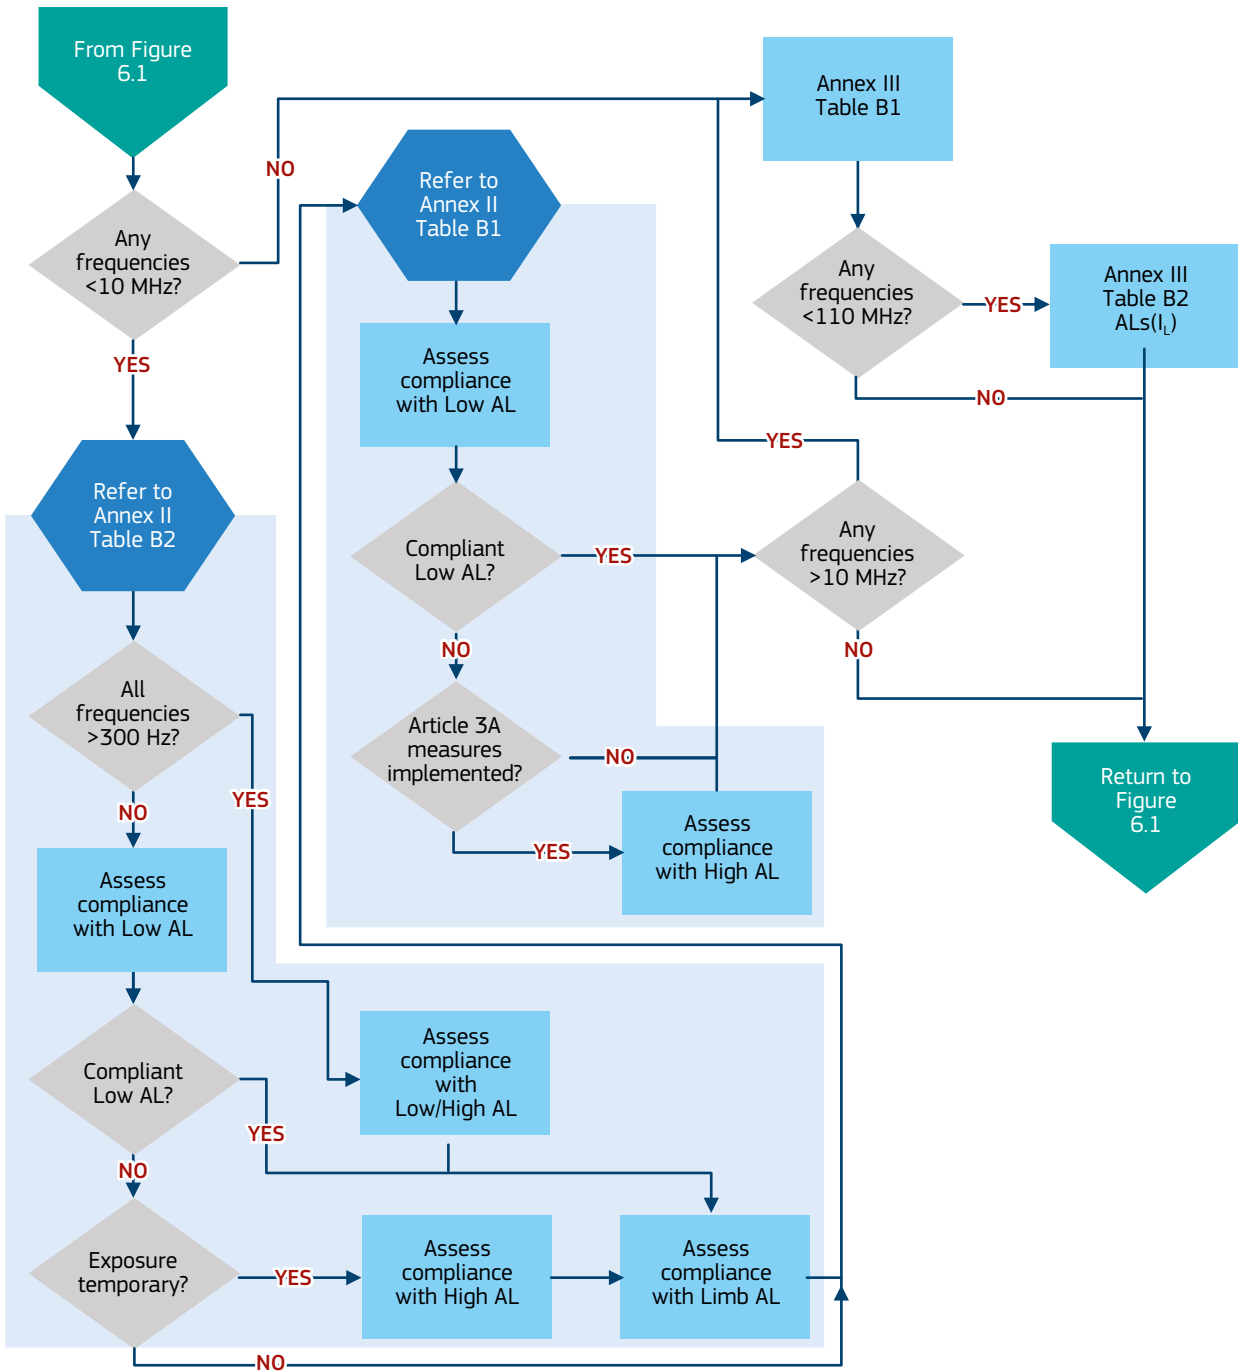 From Figure
6.1
Any
frequencies
<10 MHz?
NO
YES
Refer to
Annex II
Table B2
All
frequencies
>300 Hz?
YES
NO
Assess
compliance
with Low AL
Compliant
Low AL?
YES
NO
Exposure
temporary?
YES
NO
Assess
compliance
with
Low/High AL
Assess
compliance
with High AL
Assess
compliance
with Limb AL
Refer to
Annex II
Table B1
Assess
compliance
with Low AL
Compliant
Low AL?
YES
NO
Article 3A
measures
implemented?
NO
YES
Assess
compliance
with High AL
Any
frequencies
>10 MHz?
YES
NO
Annex III
Table B1
Any
frequencies
<110 MHz?
YES
NO
Annex III
Table B2
ALs(I_L)
Return to
Figure
6.1